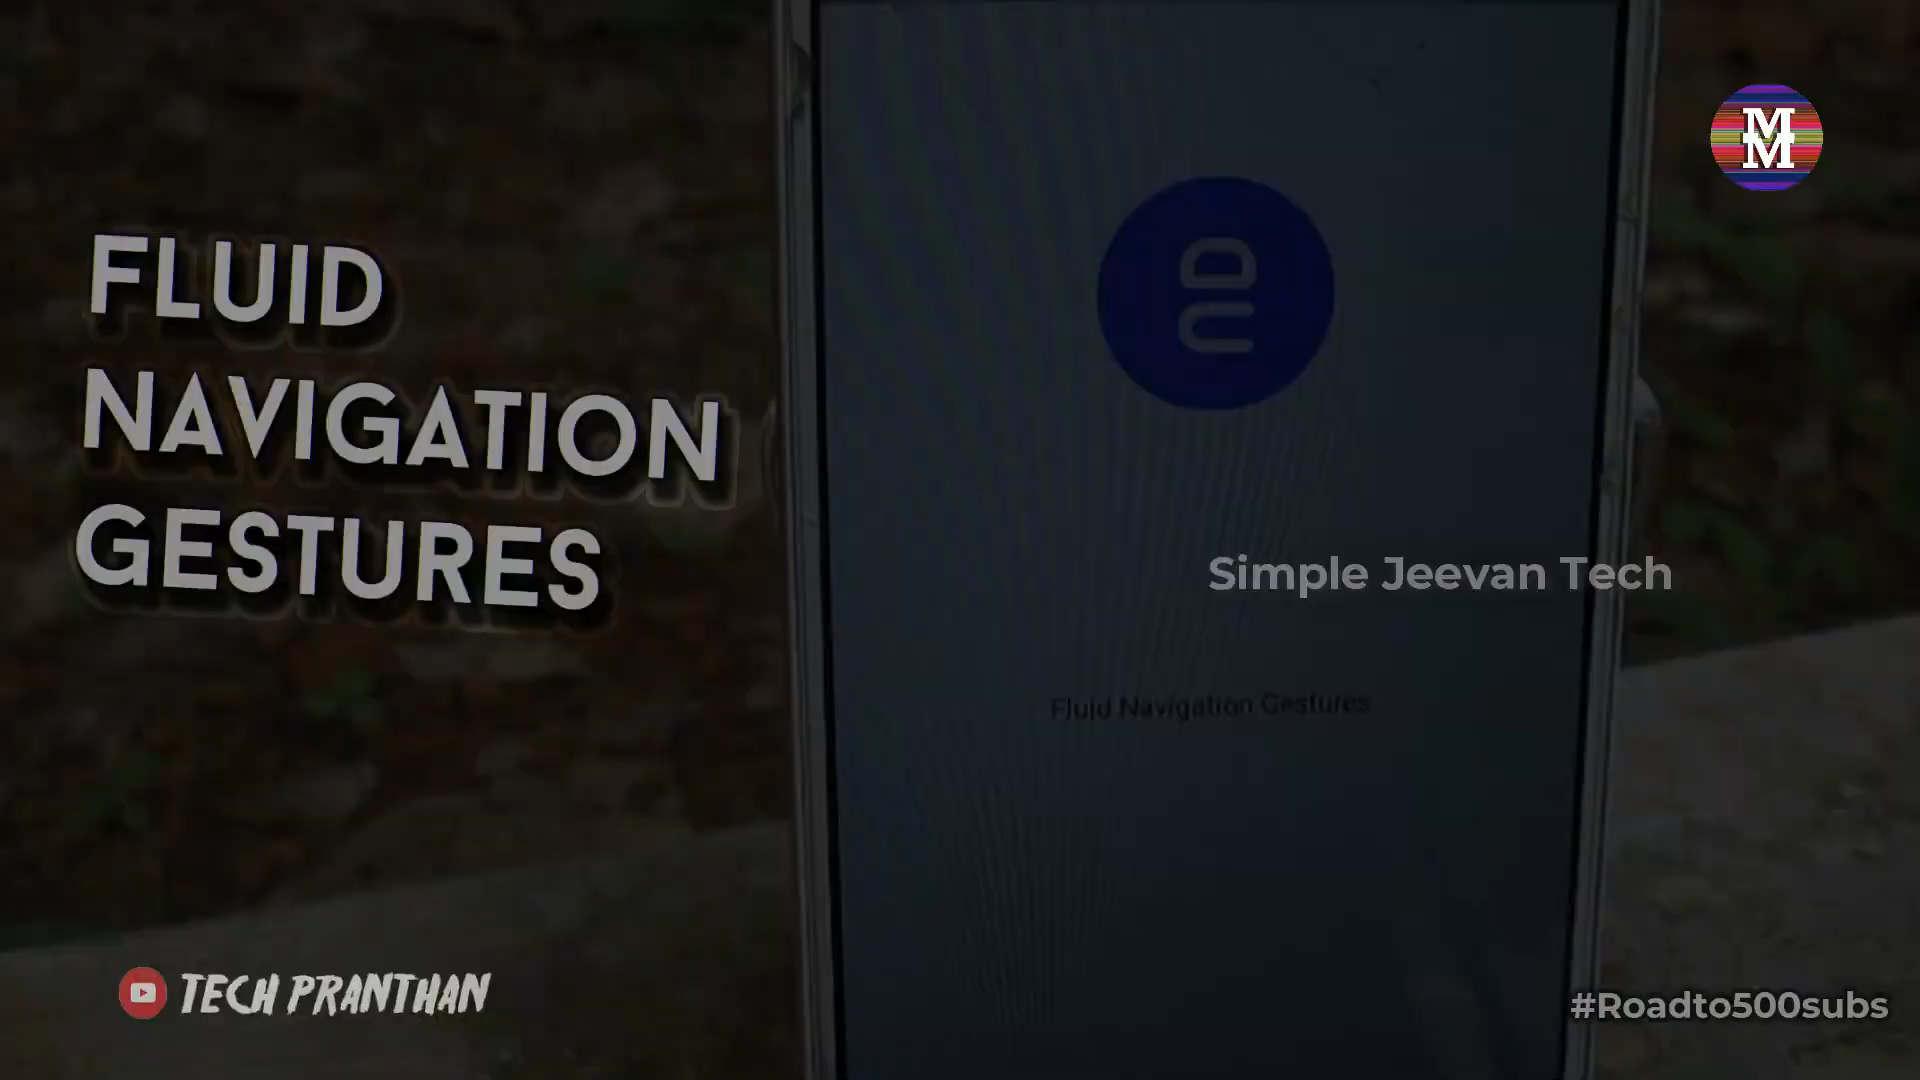 FLUID
NAVIGATION
GESTURES
M
M
Simple Jeevan Tech
Fluid Navigation Gestures
TECH PRANTHAN
#Roadto500subs